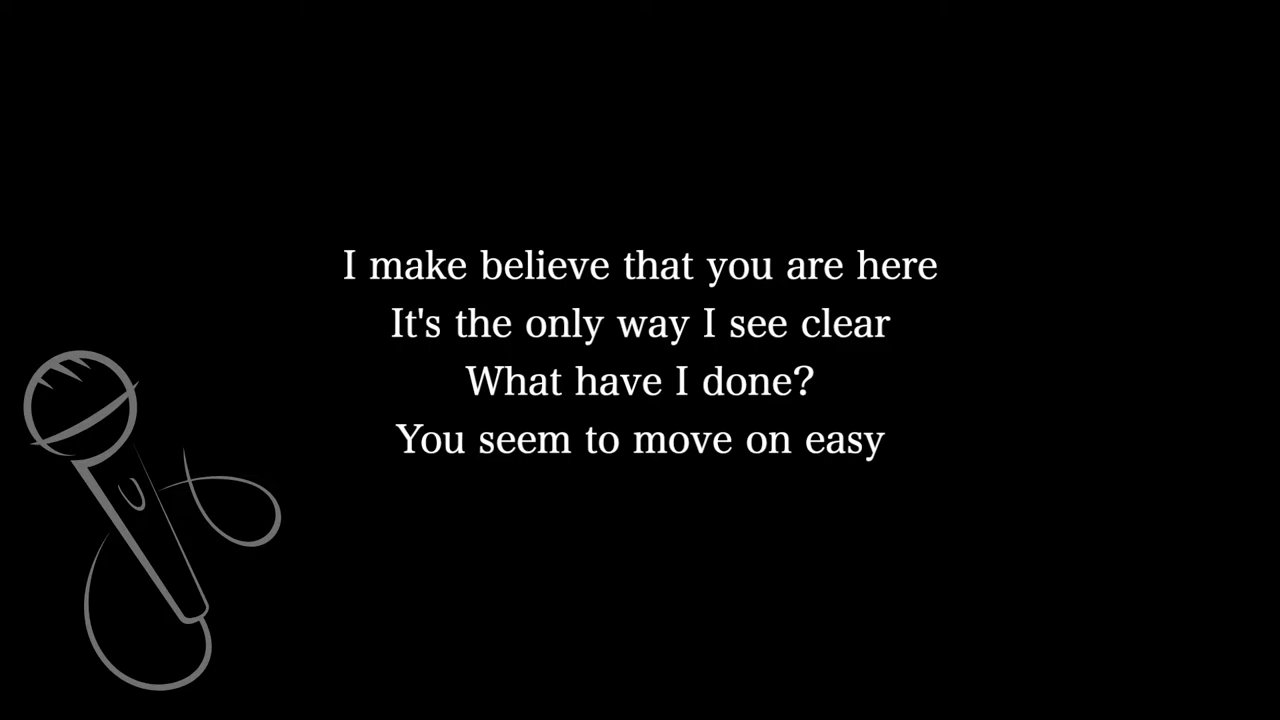 I make believe that you are here
It's the only way I see clear
What have I done?
You seem to move on easy